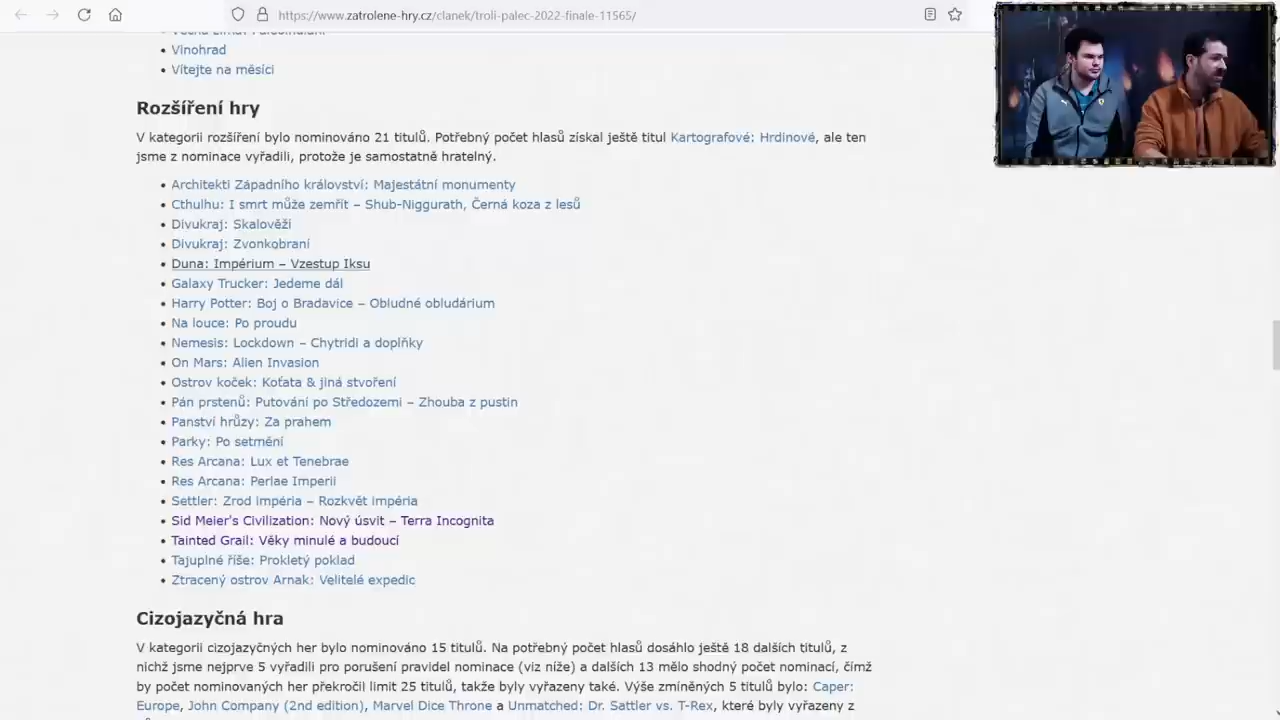 https://www.zatrolene-hry.cz/clanek/troli-palec-2022-finale-11565/
Vinohrad
Vítejte na měsíci
Rozšíření hry
V kategorii rozšíření bylo nominováno 21 titulů. Potřebný počet hlasů získal ještě titul Kartografové: Hrdinové, ale ten
jsme z nominace vyřadili, protože je samostatně hratelný.
Architekti Západního království: Majestátní monumenty
Cthulhu: I smrt může zemřít – Shub-Niggurath, Černá koza z lesů
Divukraj: Skalověží
Divukraj: Zvonkobraní
Duna: Impérium – Vzestup Iksu
Galaxy Trucker: Jedeme dál
Harry Potter: Boj o Bradavice – Obludné obludárium
Na louce: Po proudu
Nemesis: Lockdown – Chytridi a doplňky
On Mars: Alien Invasion
Ostrov koček: Koťata & jiná stvoření
Pán prstenů: Putování po Středozemi – Zhouba z pustin
Panství hrůzy: Za prahem
Parky: Po setmění
Res Arcana: Lux et Tenebrae
Res Arcana: Perlae Imperii
Settler: Zrod impéria – Rozkvět impéria
Sid Meier's Civilization: Nový úsvit – Terra Incognita
Tainted Grail: Věky minulé a budoucí
Tajuplné říše: Prokletý poklad
Ztracený ostrov Arnak: Velitelé expedic
Cizojazyčná hra
V kategorii cizojazyčných her bylo nominováno 15 titulů. Na potřebný počet hlasů dosáhlo ještě 18 dalších titulů, z
nichž jsme nejprve 5 vyřadili pro porušení pravidel nominace (viz níže) a dalších 13 mělo shodný počet nominací, čímž
by počet nominovaných her překročil limit 25 titulů, takže byly vyřazeny také. Výše zmíněných 5 titulů bylo: Caper:
Europe, John Company (2nd edition), Marvel Dice Throne a Unmatched: Dr. Sattler vs. T-Rex, které byly vyřazeny z